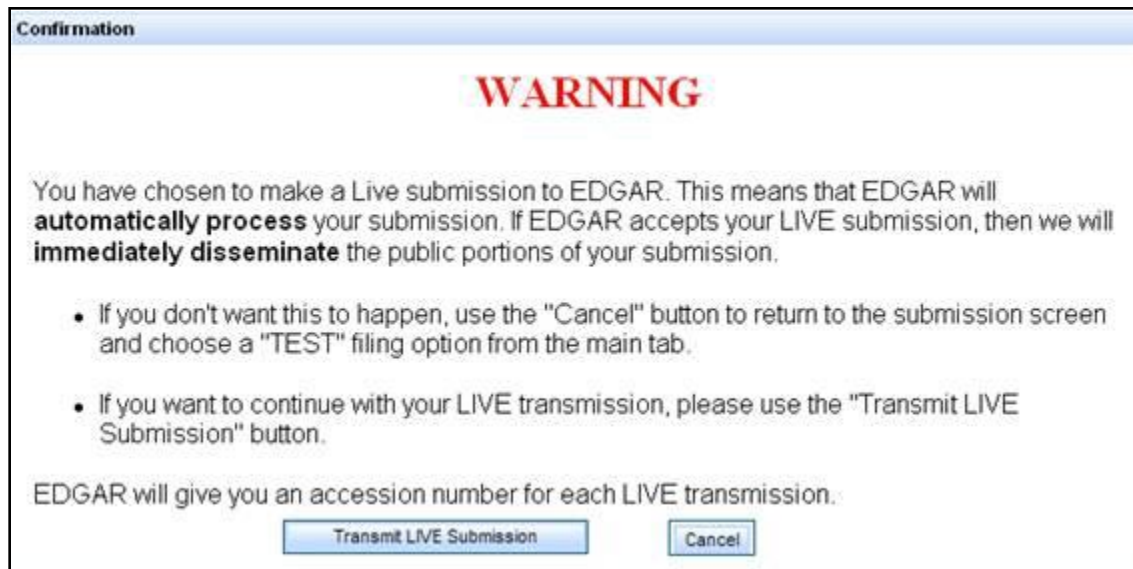 Confirmation
WARNING
You have chosen to make a Live submission to EDGAR. This means that EDGAR will
automatically process your submission. If EDGAR accepts your LIVE submission, then we will
immediately disseminate the public portions of your submission.
• If you don't want this to happen, use the "Cancel" button to return to the submission screen
and choose a "TEST" filing option from the main tab.
• If you want to continue with your LIVE transmission, please use the "Transmit LIVE
Submission" button.
EDGAR will give you an accession number for each LIVE transmission.
Transmit LIVE Submission Cancel